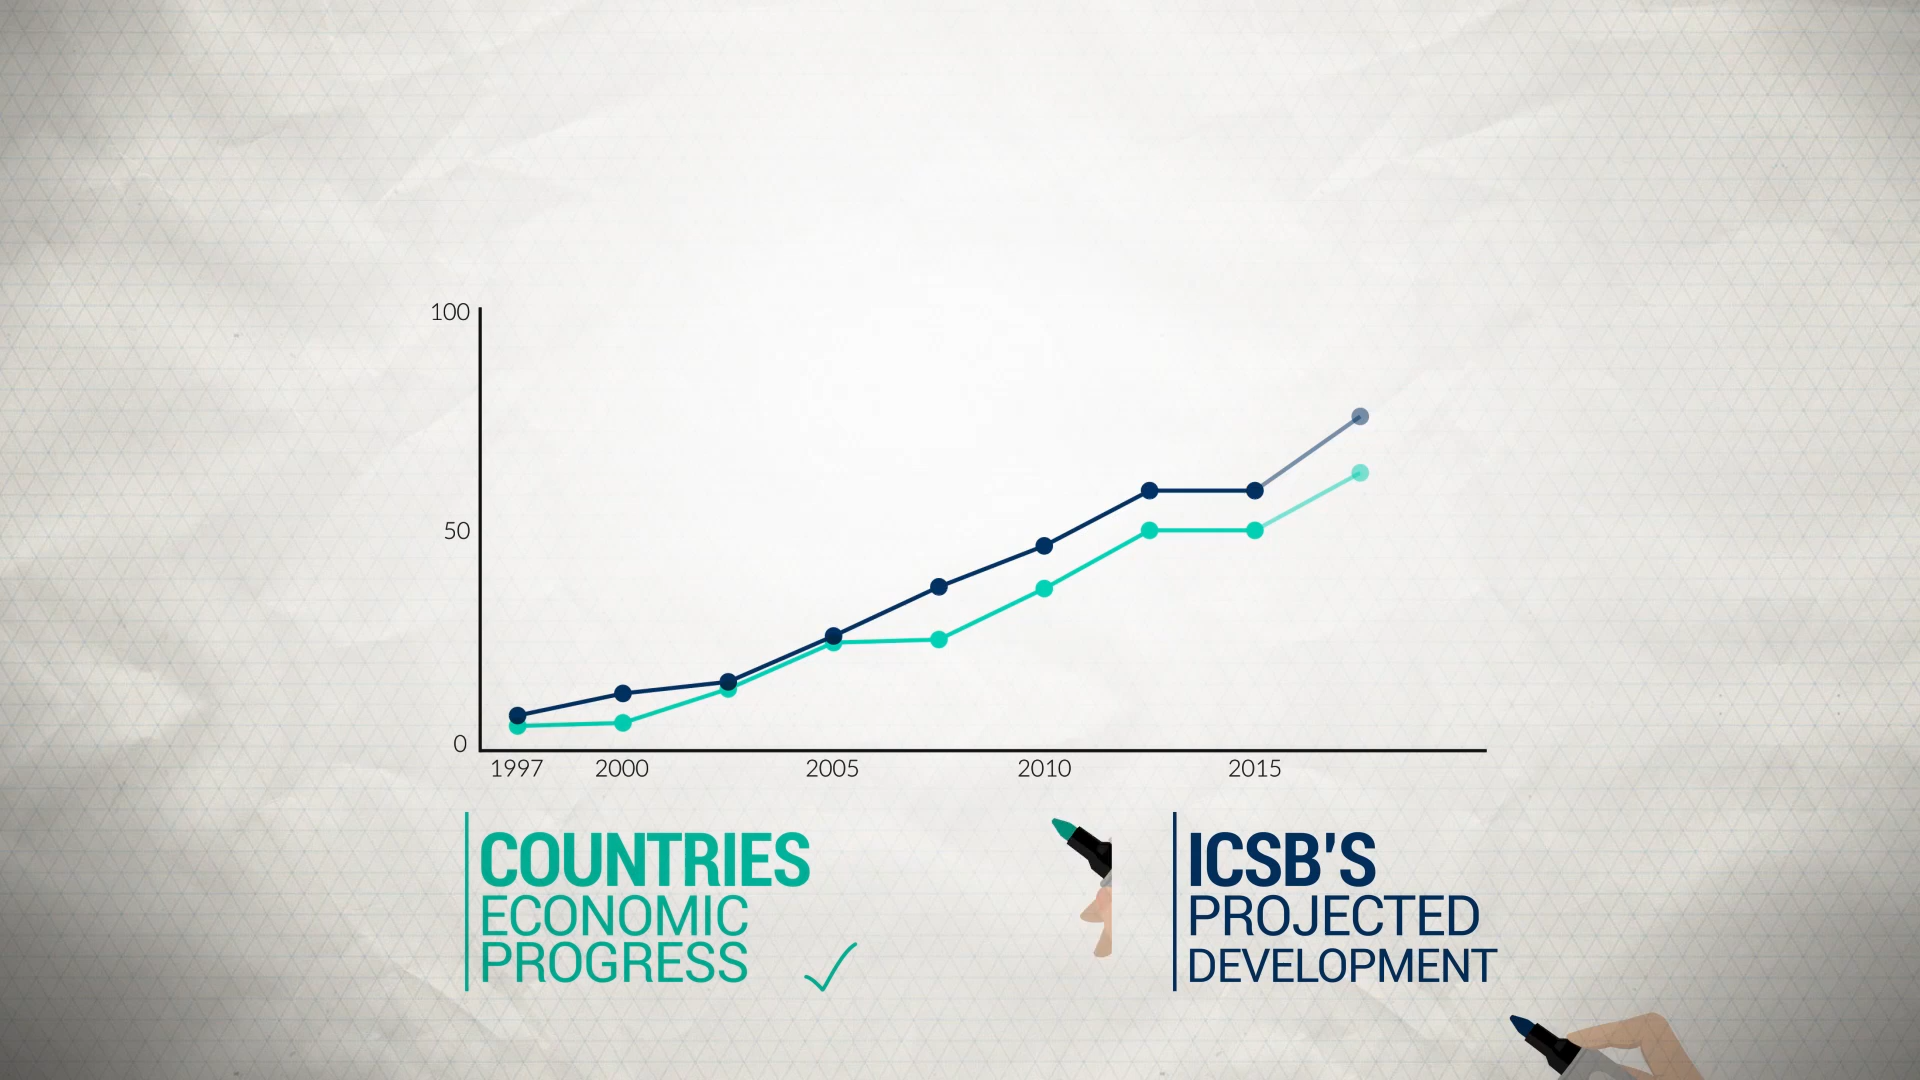 100
50
0
1997 2000 2005 2010 2015
COUNTRIES
ECONOMIC
PROGRESS
ICSB'S
PROJECTED
DEVELOPMENT